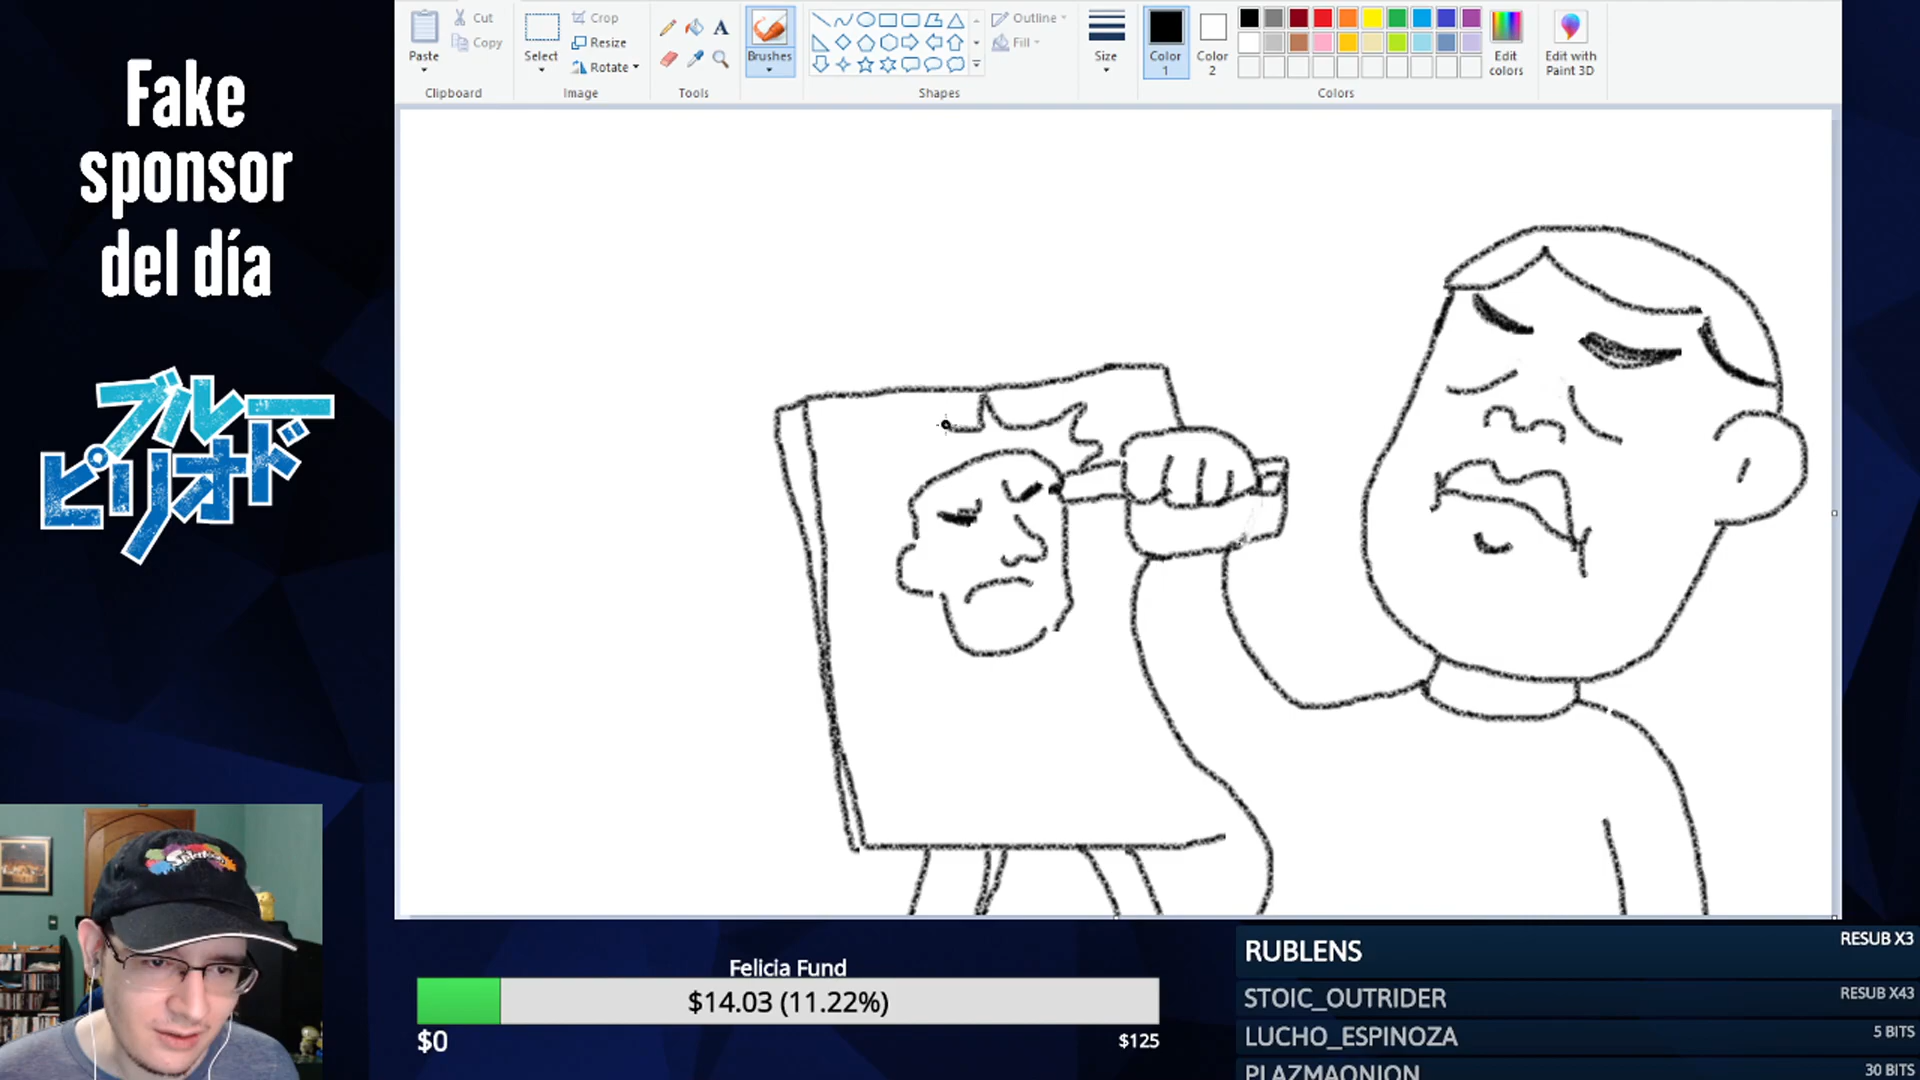 Fake
sponsor
del día
ブルー
ピリオド
Paste
Cut
Copy
Clipboard
Select
Crop
Resize
Rotate
Image
A
Tools
Brushes
Shapes
Outline
Fill
Size
Color
1
Color
2
Colors
Edit
colors
Edit with
Paint 3D
Splatoon
Felicia Fund
$14.03 (11.22%)
$0
$125
RUBLENS
RESUB X3
STOIC_OUTRIDER
RESUB X43
LUCHO_ESPINOZA
5 BITS
PLAZMAONION
30 BITS